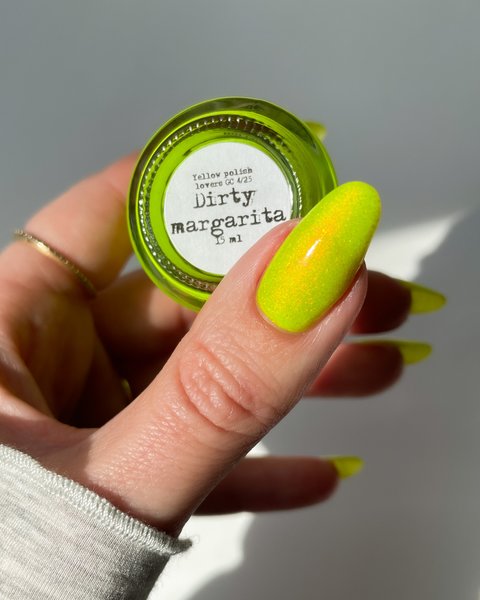 Yellow polish
lovers GC 4/25
Dirty
margarita
15 ml